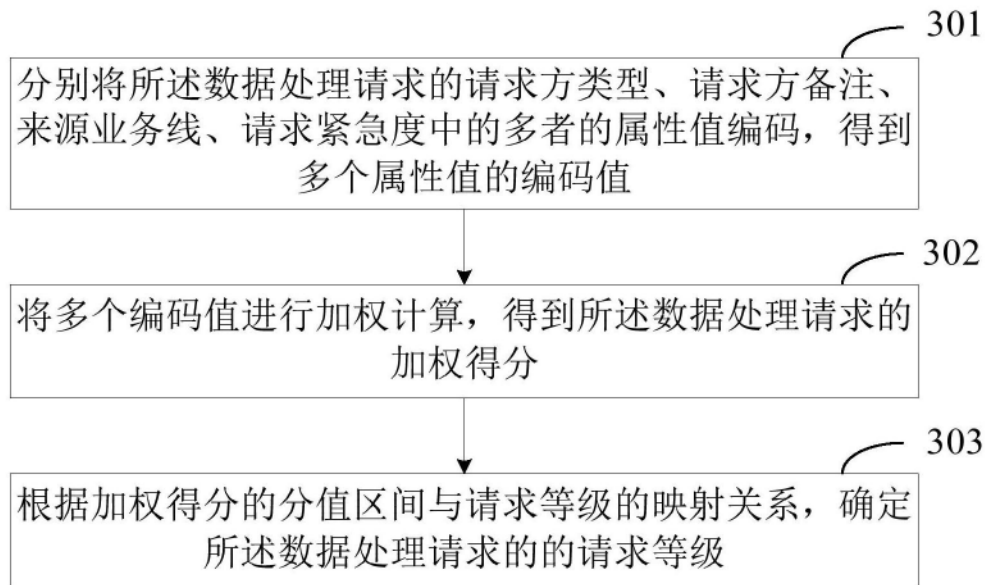 301
分别将所述数据处理请求的请求方类型、请求方备注、
来源业务线、请求紧急度中的多者的属性值编码，得到
多个属性值的编码值
302
将多个编码值进行加权计算，得到所述数据处理请求的
加权得分
303
根据加权得分的分值区间与请求等级的映射关系，确定
所述数据处理请求的的请求等级